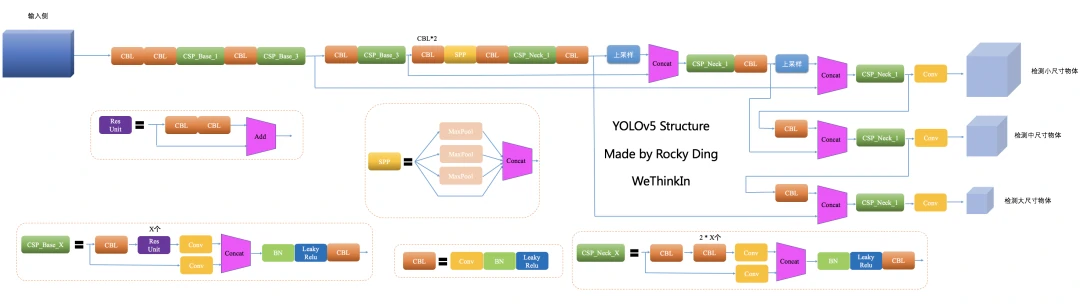 输入侧
CBL*2
CBL
CBL
CSP_Base_1
CBL
CSP_Base_3
CBL
CSP_Base_3
CBL
SPP
CBL
CSP_Neck_1
CBL
上采样
Concat
CSP_Neck_1
CBL
上采样
Concat
CSP_Neck_1
Conv
检测小尺寸物体
CBL
Concat
CSP_Neck_1
Conv
检测中尺寸物体
CBL
Concat
CSP_Neck_1
Conv
检测大尺寸物体
Res
Unit
=
CBL
CBL
Add
SPP
=
MaxPool
MaxPool
MaxPool
Concat
YOLOv5 Structure
Made by Rocky Ding
WeThinkIn
CSP_Base_X
=
X个
CBL
Res
Unit
Conv
Conv
Concat
BN
Leaky
Relu
CBL
CBL
=
Conv
BN
Leaky
Relu
CSP_Neck_X
=
2 * X个
CBL
CBL
Conv
Conv
Concat
BN
Leaky
Relu
CBL